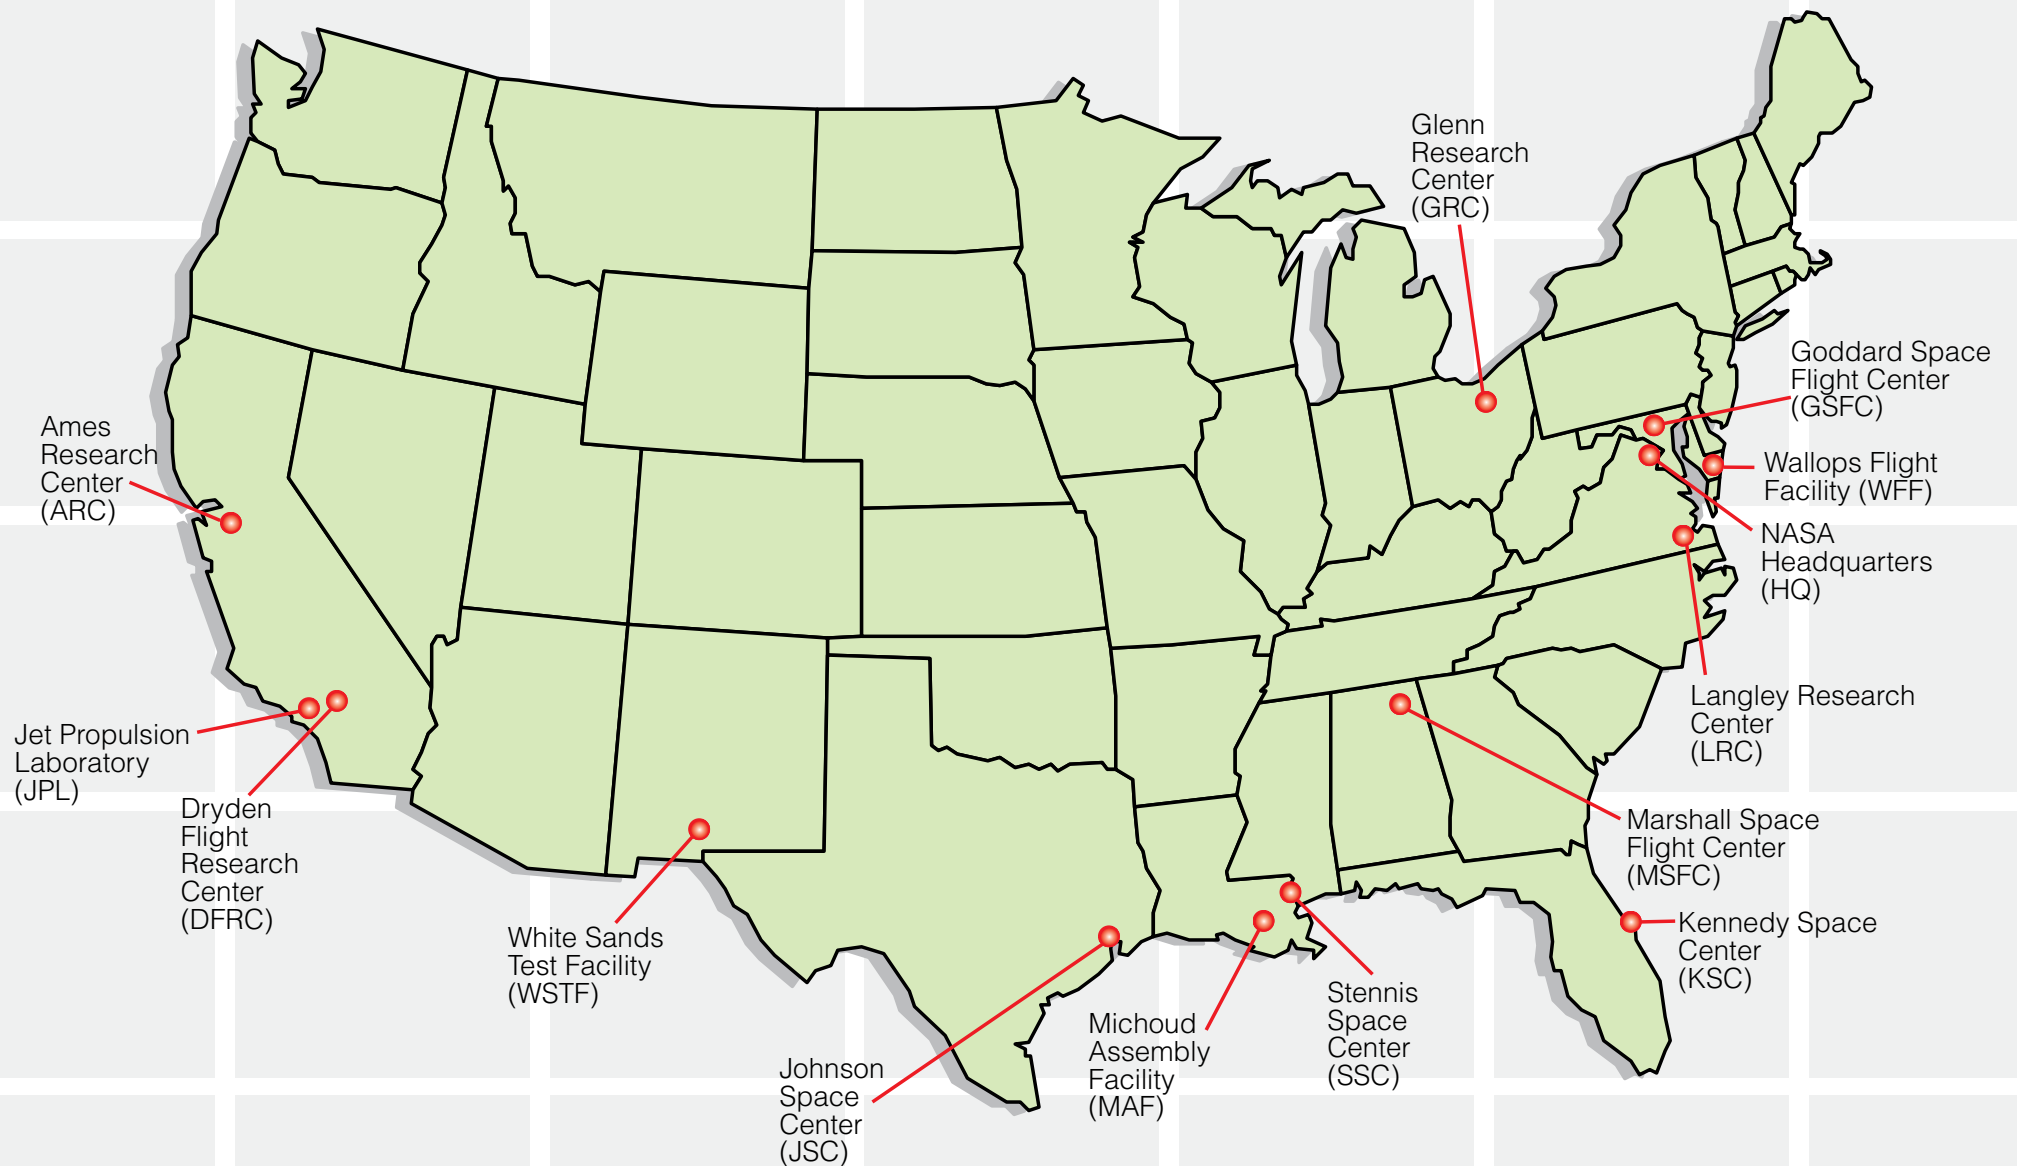 Glenn
Research
Center
(GRC)
Goddard Space
Flight Center
(GSFC)
Ames
Research
Center
(ARC)
Wallops Flight
Facility (WFF)
NASA
Headquarters
(HQ)
Langley Research
Center
(LRC)
Jet Propulsion
Laboratory
(JPL)
Dryden
Flight
Research
Center
(DFRC)
Marshall Space
Flight Center
(MSFC)
Kennedy Space
Center
(KSC)
White Sands
Test Facility
(WSTF)
Stennis
Space
Center
(SSC)
Michoud
Assembly
Facility
(MAF)
Johnson
Space
Center
(JSC)